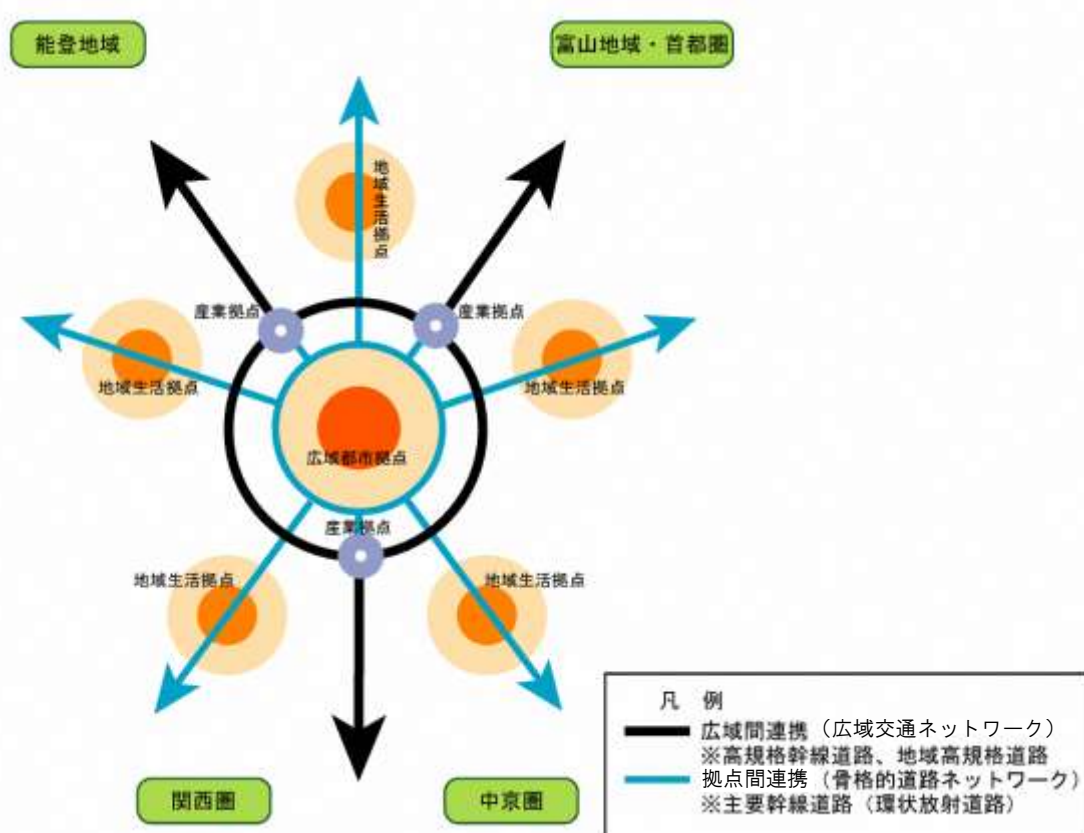 能登地域
富山地域・首都圏
地域生活拠点
産業拠点
産業拠点
地域生活拠点
地域生活拠点
広域都市拠点
産業拠点
地域生活拠点
地域生活拠点
関西圏
中京圏
凡 例
広域間連携（広域交通ネットワーク）
※高規格幹線道路、地域高規格道路
拠点間連携（骨格的道路ネットワーク）
※主要幹線道路（環状放射道路）